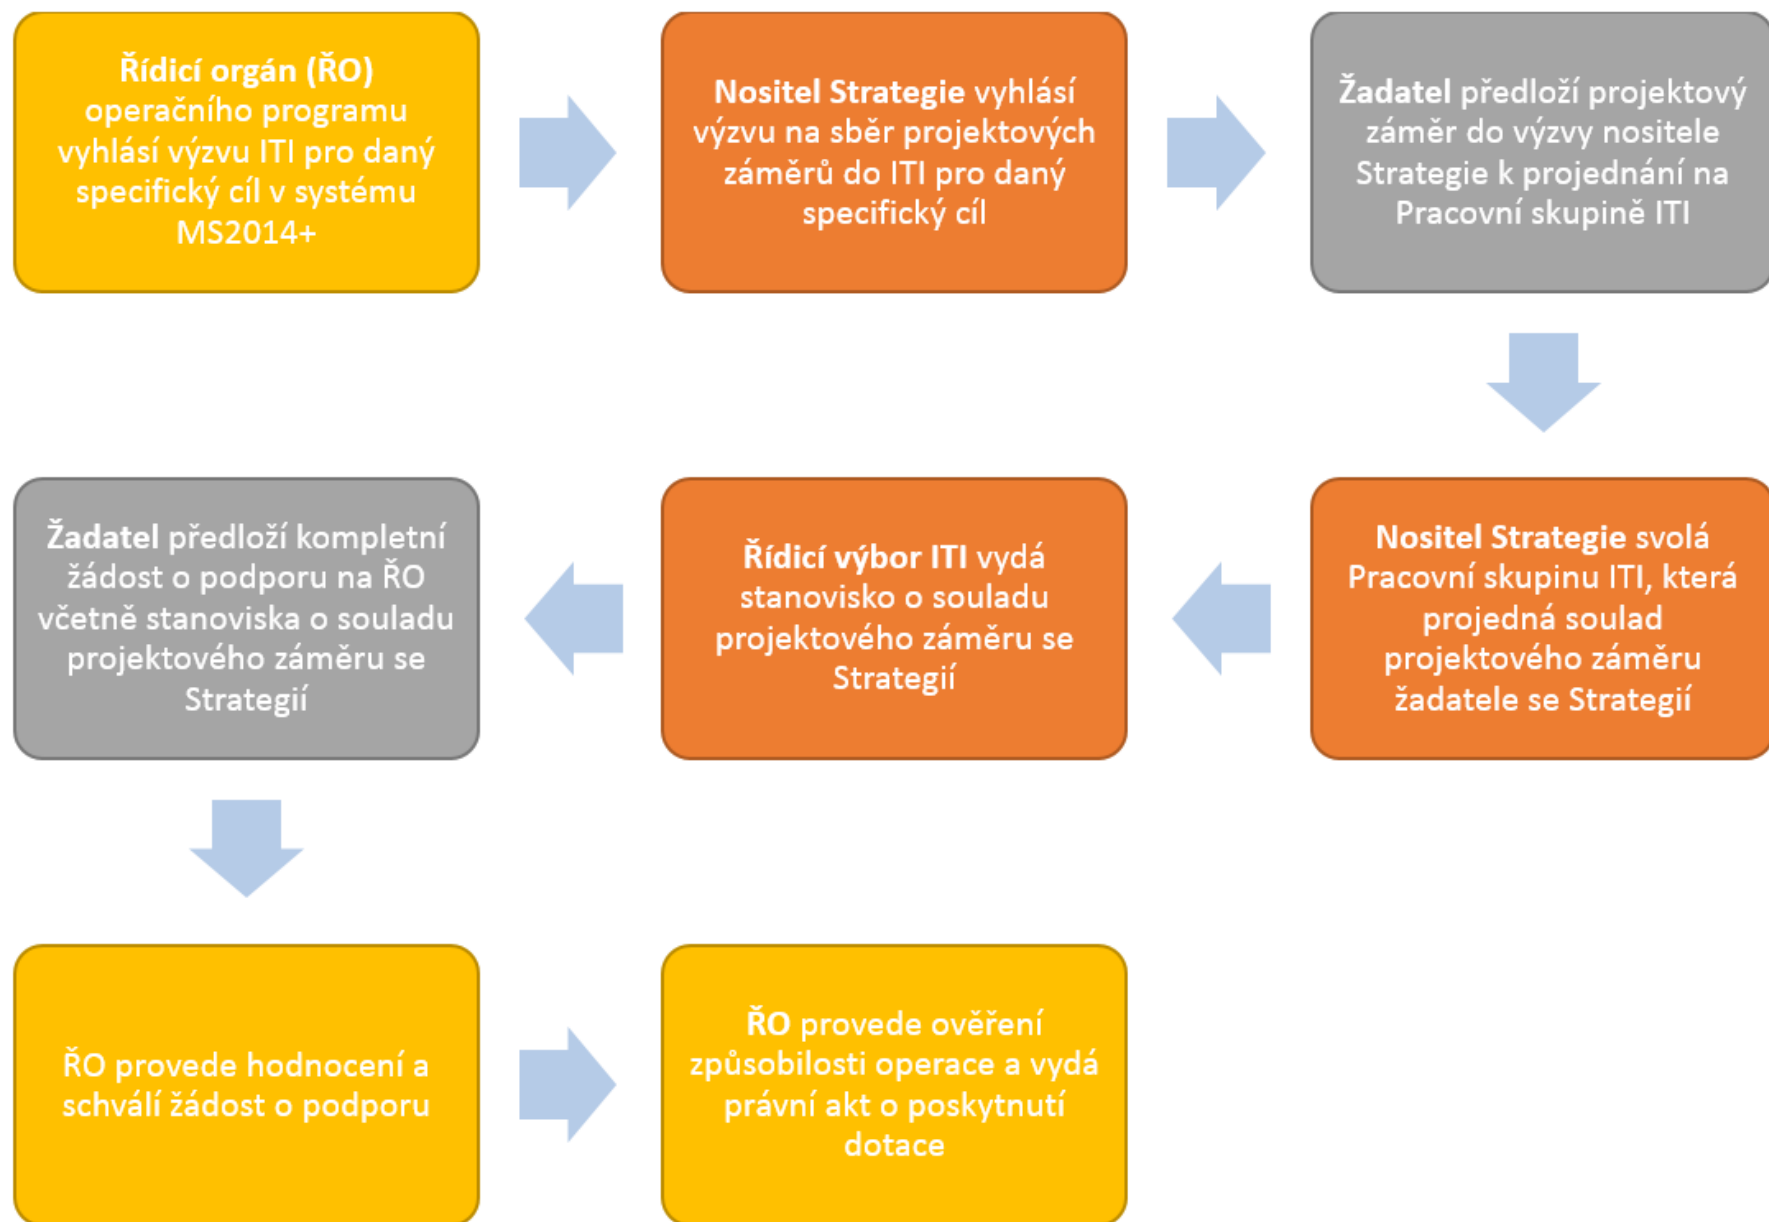 Řídicí orgán (ŘO)
operačního programu
vyhlásí výzvu ITI pro daný
specifický cíl v systému
MS2014+
Nositel Strategie vyhlásí
výzvu na sběr projektových
záměrů do ITI pro daný
specifický cíl
Žadatel předloží projektový
záměr do výzvy nositele
Strategie k projednání na
Pracovní skupině ITI
Nositel Strategie svolá
Pracovní skupinu ITI, která
projedná soulad
projektového záměru
žadatele se Strategií
Řídicí výbor ITI vydá
stanovisko o souladu
projektového záměru se
Strategií
Žadatel předloží kompletní
žádost o podporu na ŘO
včetně stanoviska o souladu
projektového záměru se
Strategií
ŘO provede hodnocení a
schválí žádost o podporu
ŘO provede ověření
způsobilosti operace a vydá
právní akt o poskytnutí
dotace